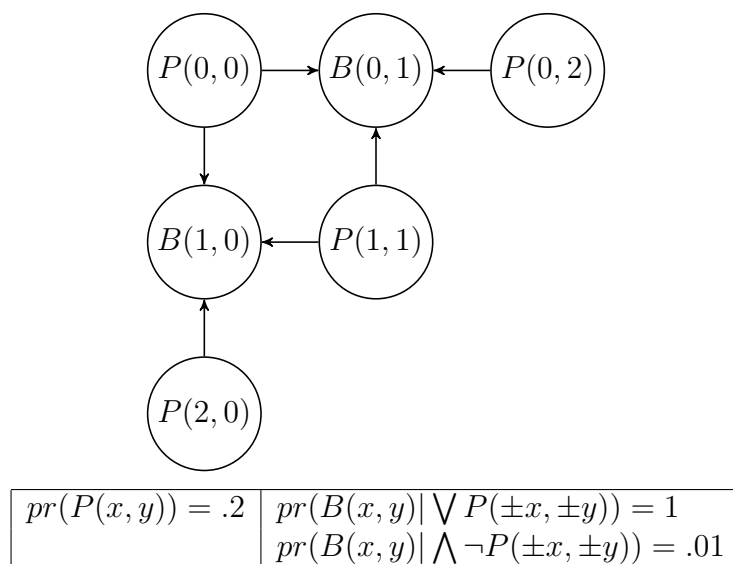 P(0, 0) B(0, 1) P(0, 2)
B(1, 0) P(1, 1)
P(2, 0)
pr(P(x, y)) = .2 pr(B(x, y)| ⋁ P(±x, ±y)) = 1
pr(B(x, y)| ⋀ ¬P(±x, ±y)) = .01